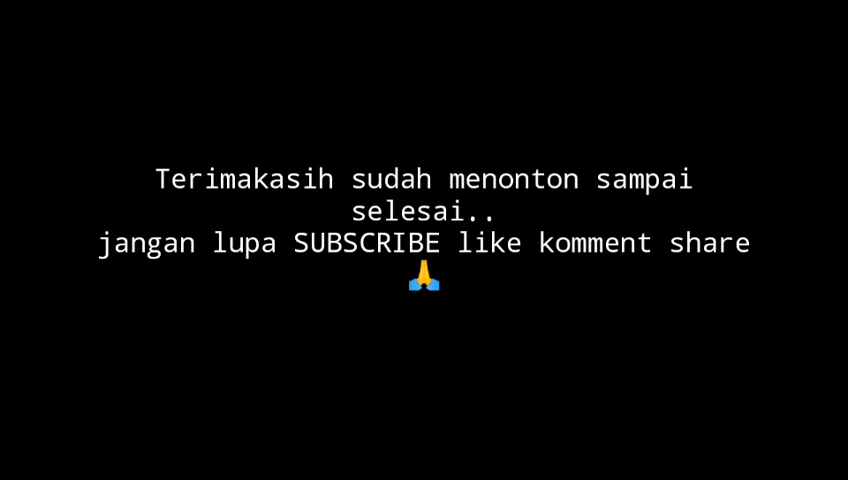 Terimakasih sudah menonton sampai
selesai..
jangan lupa SUBSCRIBE like komment share
🙏